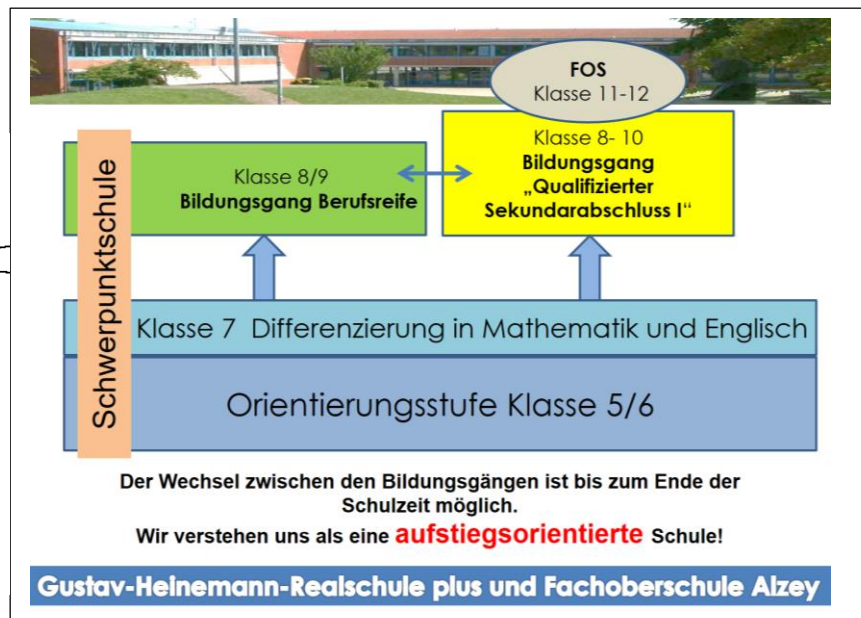 FOS
Klasse 11-12
Klasse 8- 10
Bildungsgang
„Qualifizierter
Sekundarabschluss I“
Klasse 8/9
Bildungsgang Berufsreife
Schwerpunktschule
Klasse 7 Differenzierung in Mathematik und Englisch
Orientierungsstufe Klasse 5/6
Der Wechsel zwischen den Bildungsgängen ist bis zum Ende der
Schulzeit möglich.
Wir verstehen uns als eine aufstiegsorientierte Schule!
Gustav-Heinemann-Realschule plus und Fachoberschule Alzey